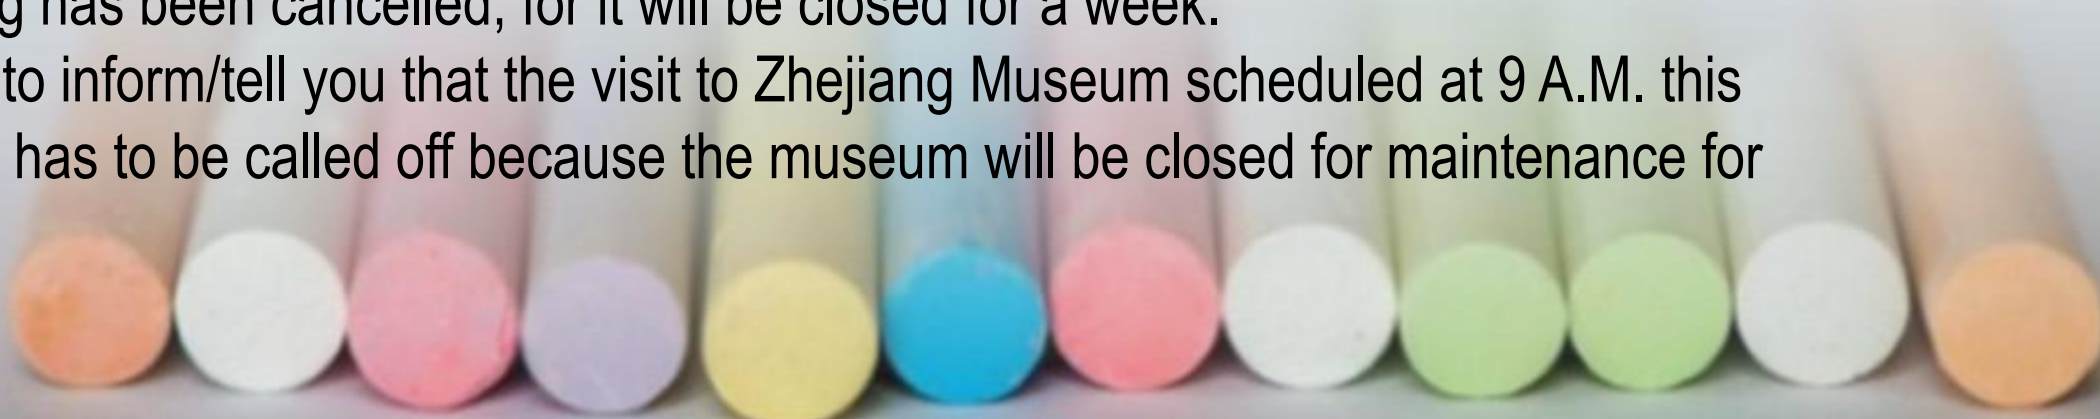 g has been cancelled, for it will be closed for a week.
to inform/tell you that the visit to Zhejiang Museum scheduled at 9 A.M. this
has to be called off because the museum will be closed for maintenance for